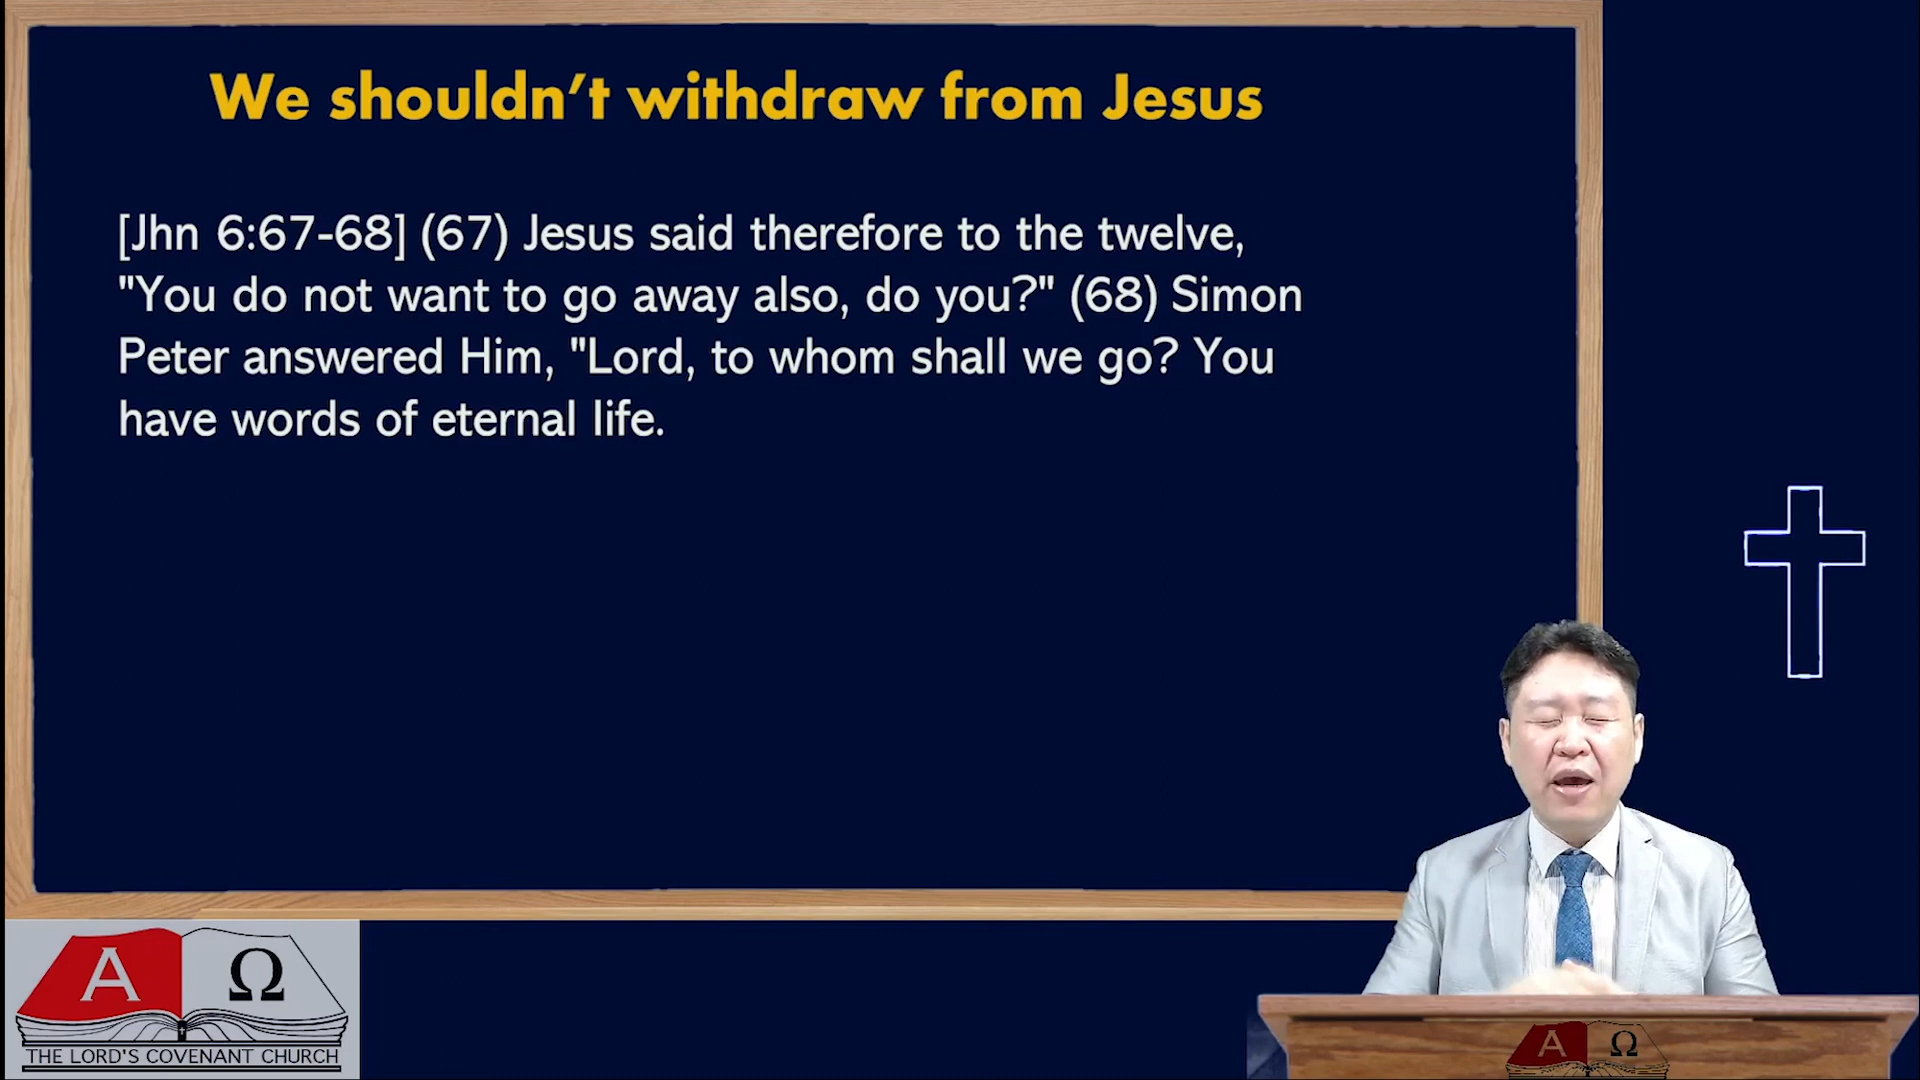 We shouldn’t withdraw from Jesus
[Jhn 6:67-68] (67) Jesus said therefore to the twelve,
"You do not want to go away also, do you?" (68) Simon
Peter answered Him, "Lord, to whom shall we go? You
have words of eternal life.
Α Ω
THE LORD'S COVENANT CHURCH
Α Ω